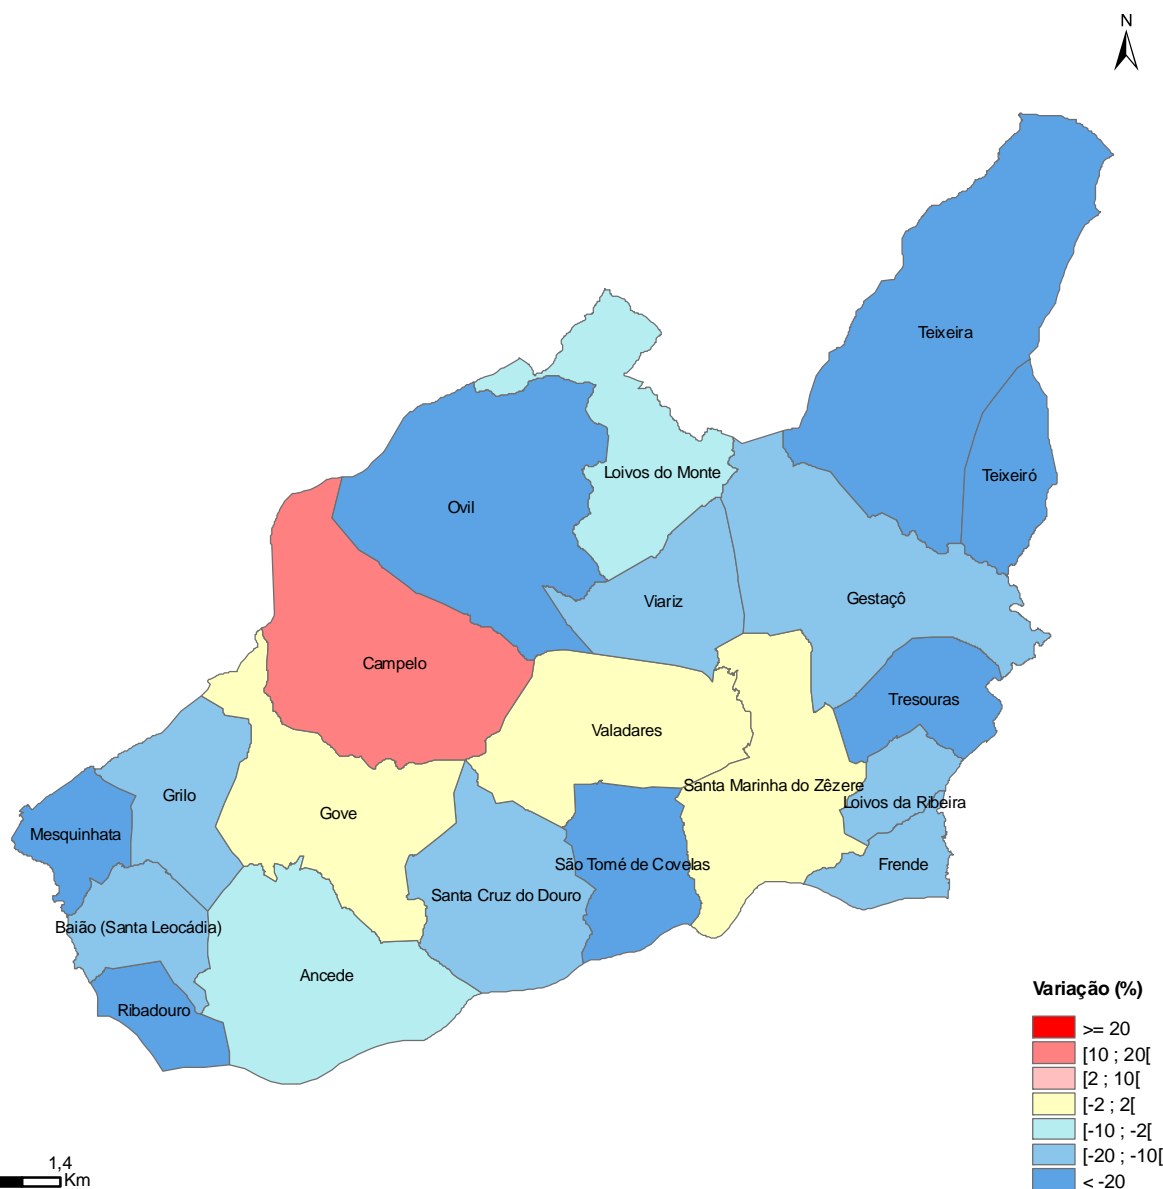 N
Teixeira
Loivos do Monte
Teixeiró
Ovil
Viariz
Gestaçô
Campelo
Tresouras
Valadares
Santa Marinha do Zêzere
Grilo
Loivos da Ribeira
Gove
Mesquinhata
São Tomé de Covelas
Frende
Santa Cruz do Douro
Baião (Santa Leocádia)
Ancede
Ribadouro
Variação (%)
>= 20
[10 ; 20[
[2 ; 10[
[-2 ; 2[
[-10 ; -2[
[-20 ; -10[
< -20
1,4
Km